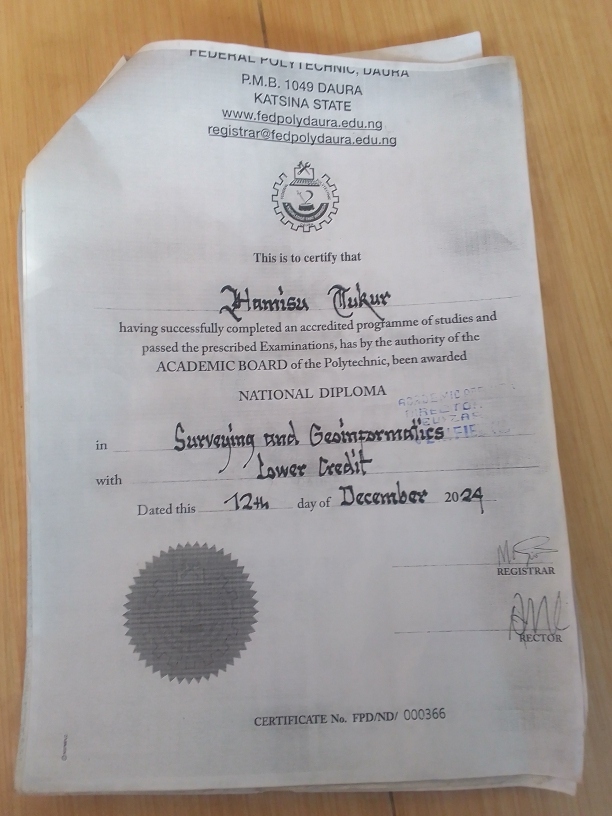 FEDERAL POLYTECHNIC, DAURA
P.M.B. 1049 DAURA
KATSINA STATE
www.fedpolydaura.edu.ng
registrar@fedpolydaura.edu.ng
This is to certify that
Hamisu Tukur
having successfully completed an accredited programme of studies and
passed the prescribed Examinations, has by the authority of the
ACADEMIC BOARD of the Polytechnic, been awarded
NATIONAL DIPLOMA
in Surveying and Geoinformatics
with Lower Credit
Dated this 12th day of December 2024
REGISTRAR
RECTOR
CERTIFICATE No. FPD/ND/ 000366